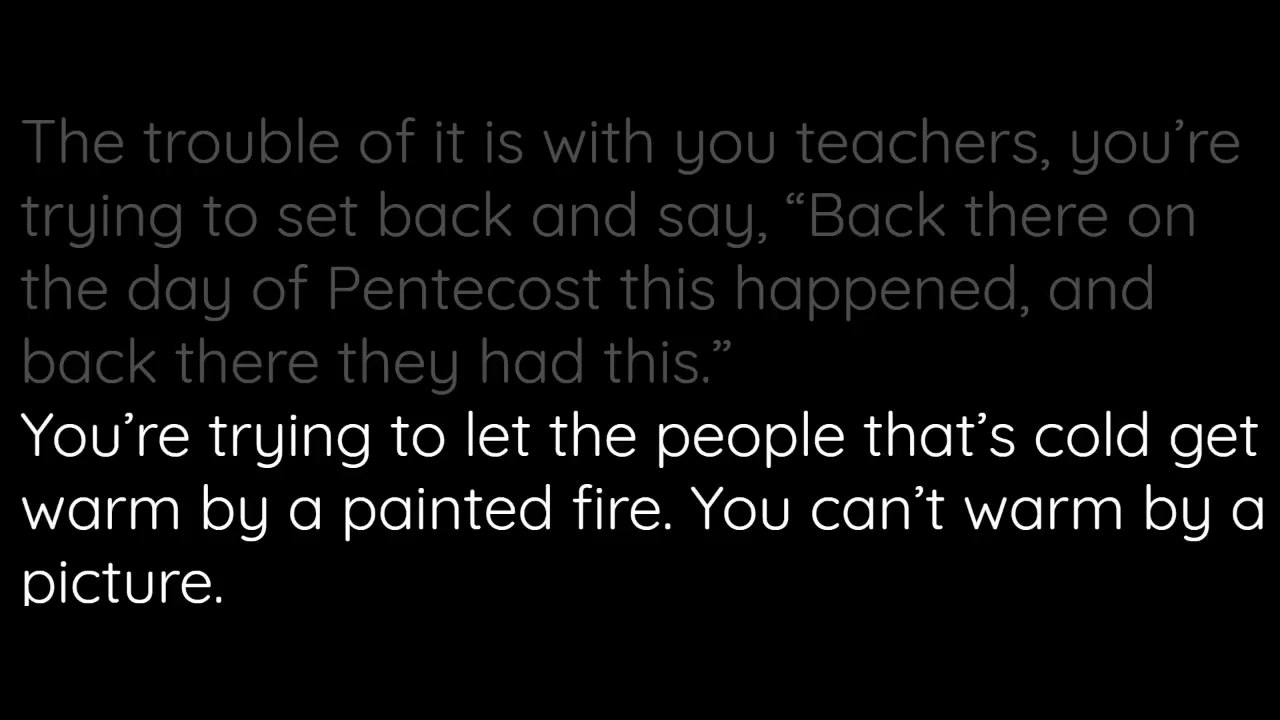 The trouble of it is with you teachers, you’re
trying to set back and say, “Back there on
the day of Pentecost this happened, and
back there they had this.”
You’re trying to let the people that’s cold get
warm by a painted fire. You can’t warm by a
picture.